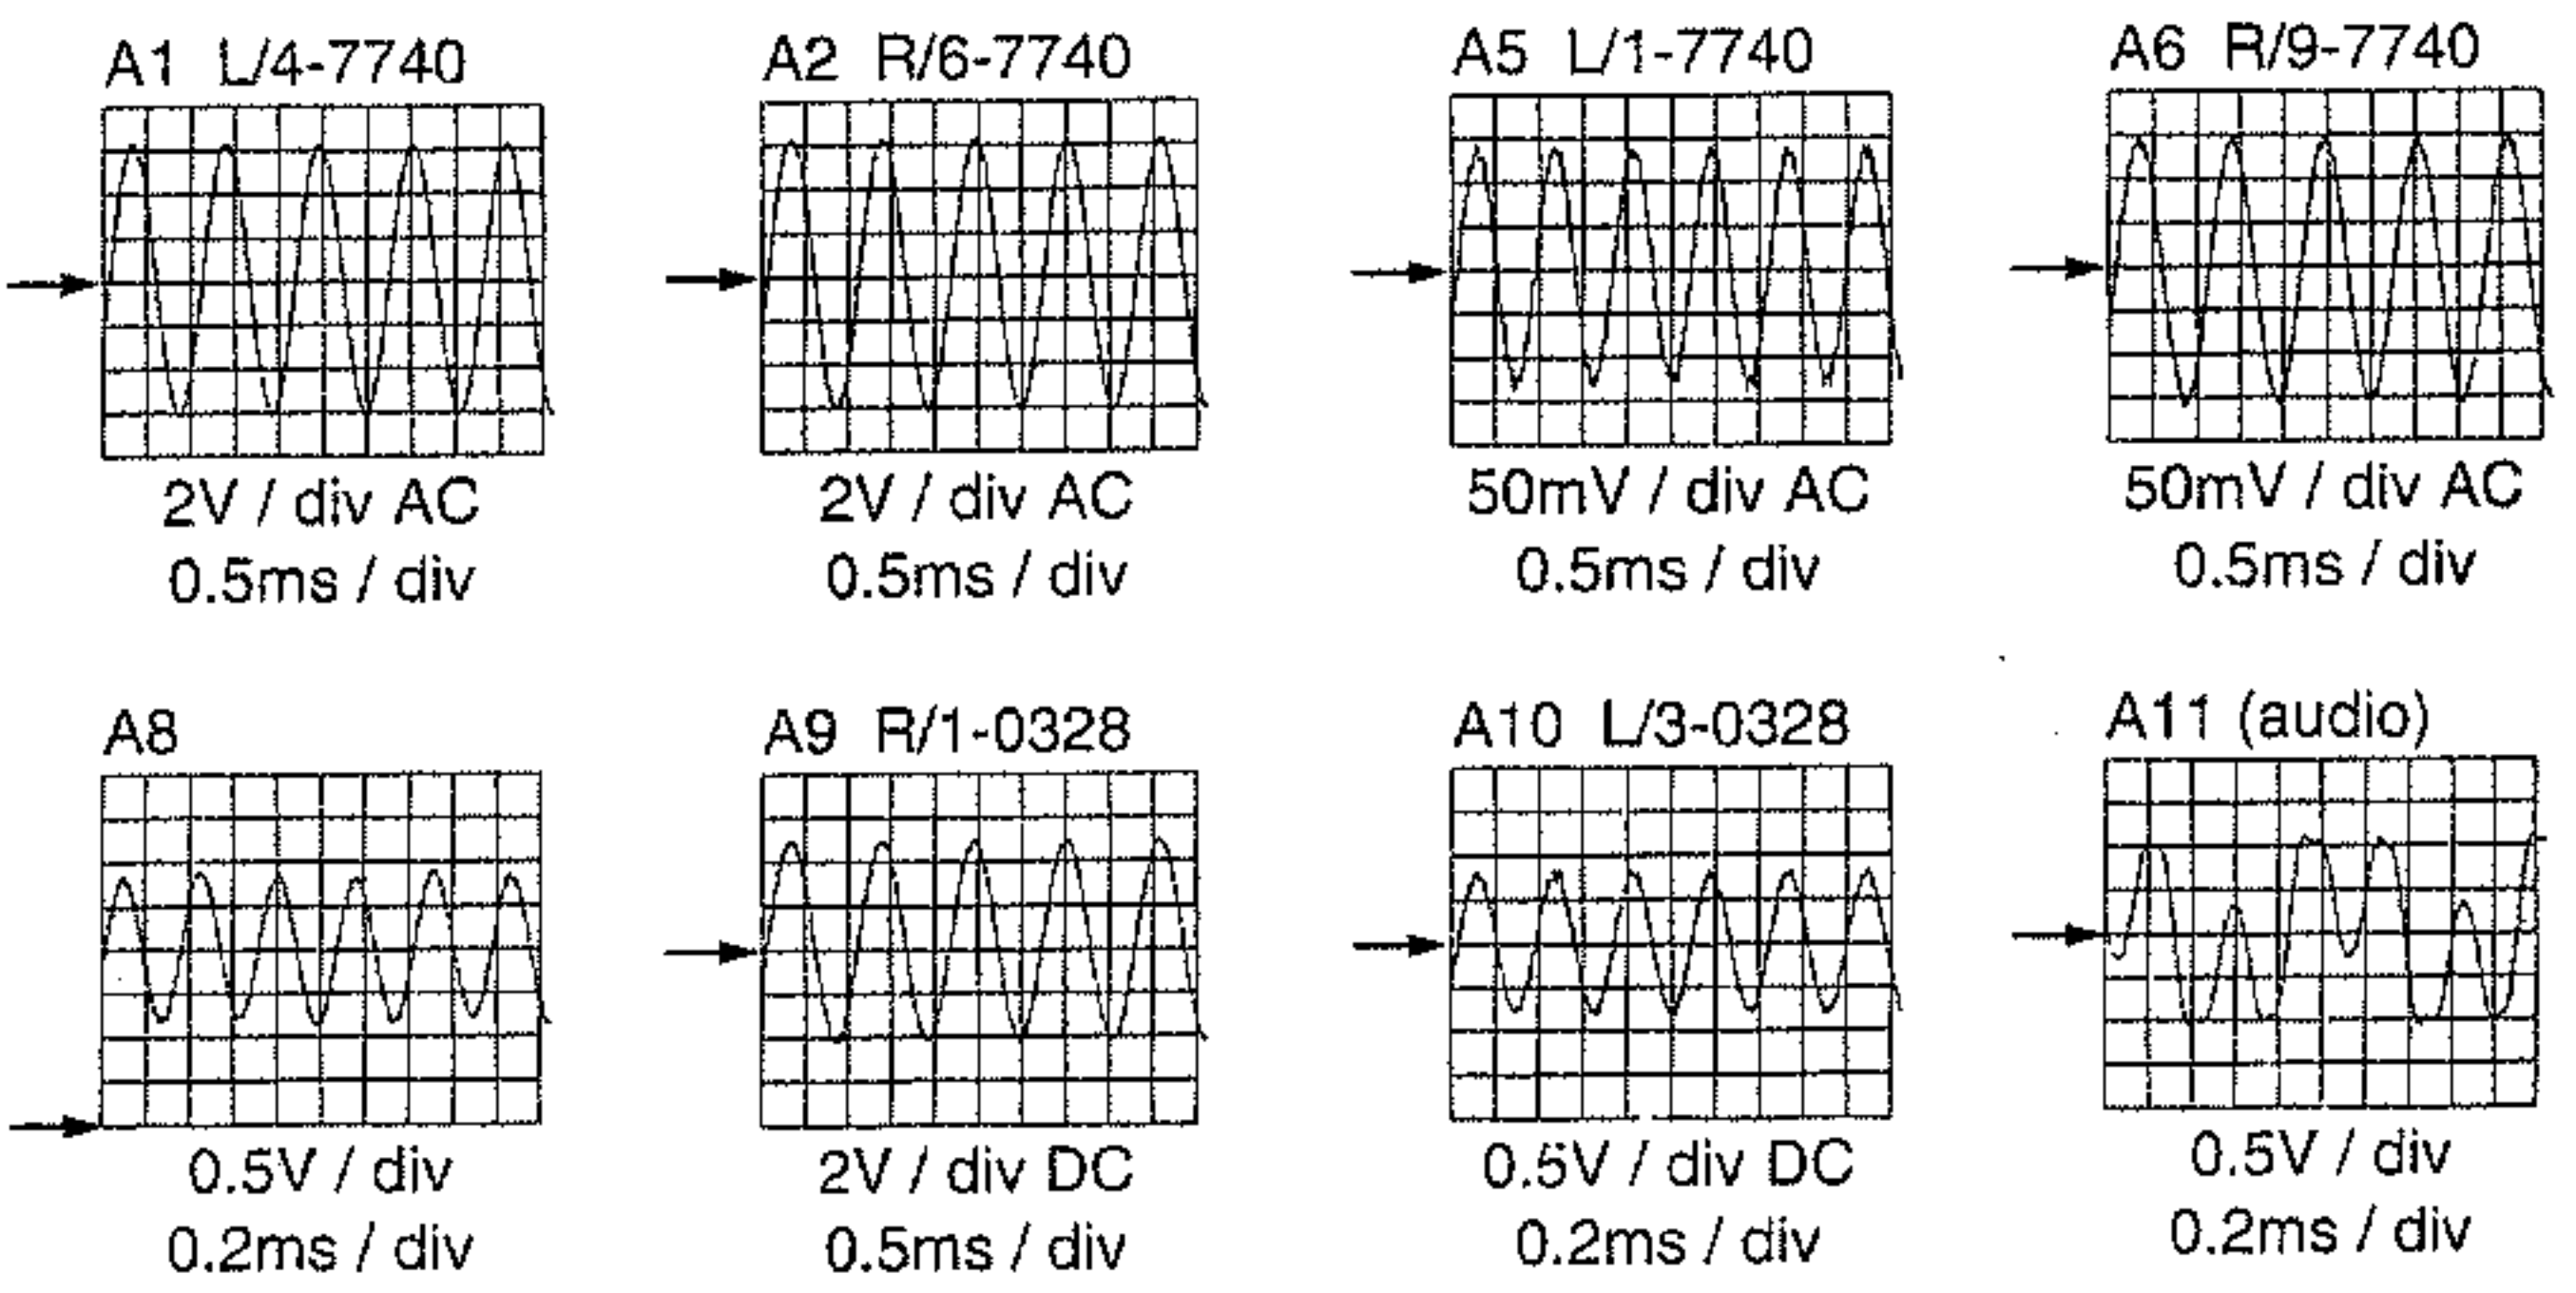 A1 L/4-7740
A2 R/6-7740
A5 L/1-7740
A6 R/9-7740
2V / div AC
2V / div AC
50mV / div AC
50mV / div AC
0.5ms / div
0.5ms / div
0.5ms / div
0.5ms / div
A8
A9 R/1-0328
A10 L/3-0328
A11 (audio)
0.5V / div
2V / div DC
0.5V / div DC
0.5V / div
0.2ms / div
0.5ms / div
0.2ms / div
0.2ms / div